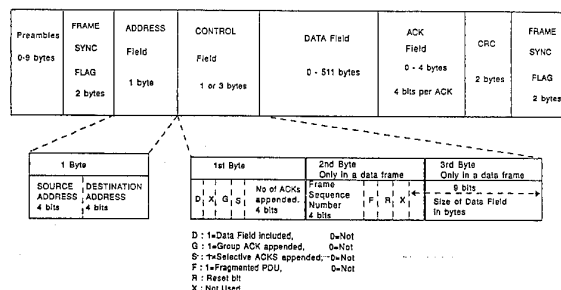 Preambles
0-9 bytes
FRAME
SYNC
FLAG
2 bytes
ADDRESS
Field
1 byte
CONTROL
Field
1 or 3 bytes
DATA Field
0 - 511 bytes
ACK
Field
0 - 4 bytes
4 bits per ACK
CRC
2 bytes
FRAME
SYNC
FLAG
2 bytes
1 Byte
SOURCE
ADDRESS
4 bits
DESTINATION
ADDRESS
4 bits
1st Byte
D X G S
No of ACKs
appended.
4 bits
2nd Byte
Only in a data frame
Frame
Sequence
Number
4 bits
F R X
3rd Byte
Only in a data frame
9 bits
Size of Data Field
in bytes
D : 1=Data Field included, 0=Not
G : 1=Group ACK appended, 0=Not
S : 1=Selective ACKS appended, 0=Not
F : 1=Fragmented PDU, 0=Not
R : Reset bit
X : Not Used